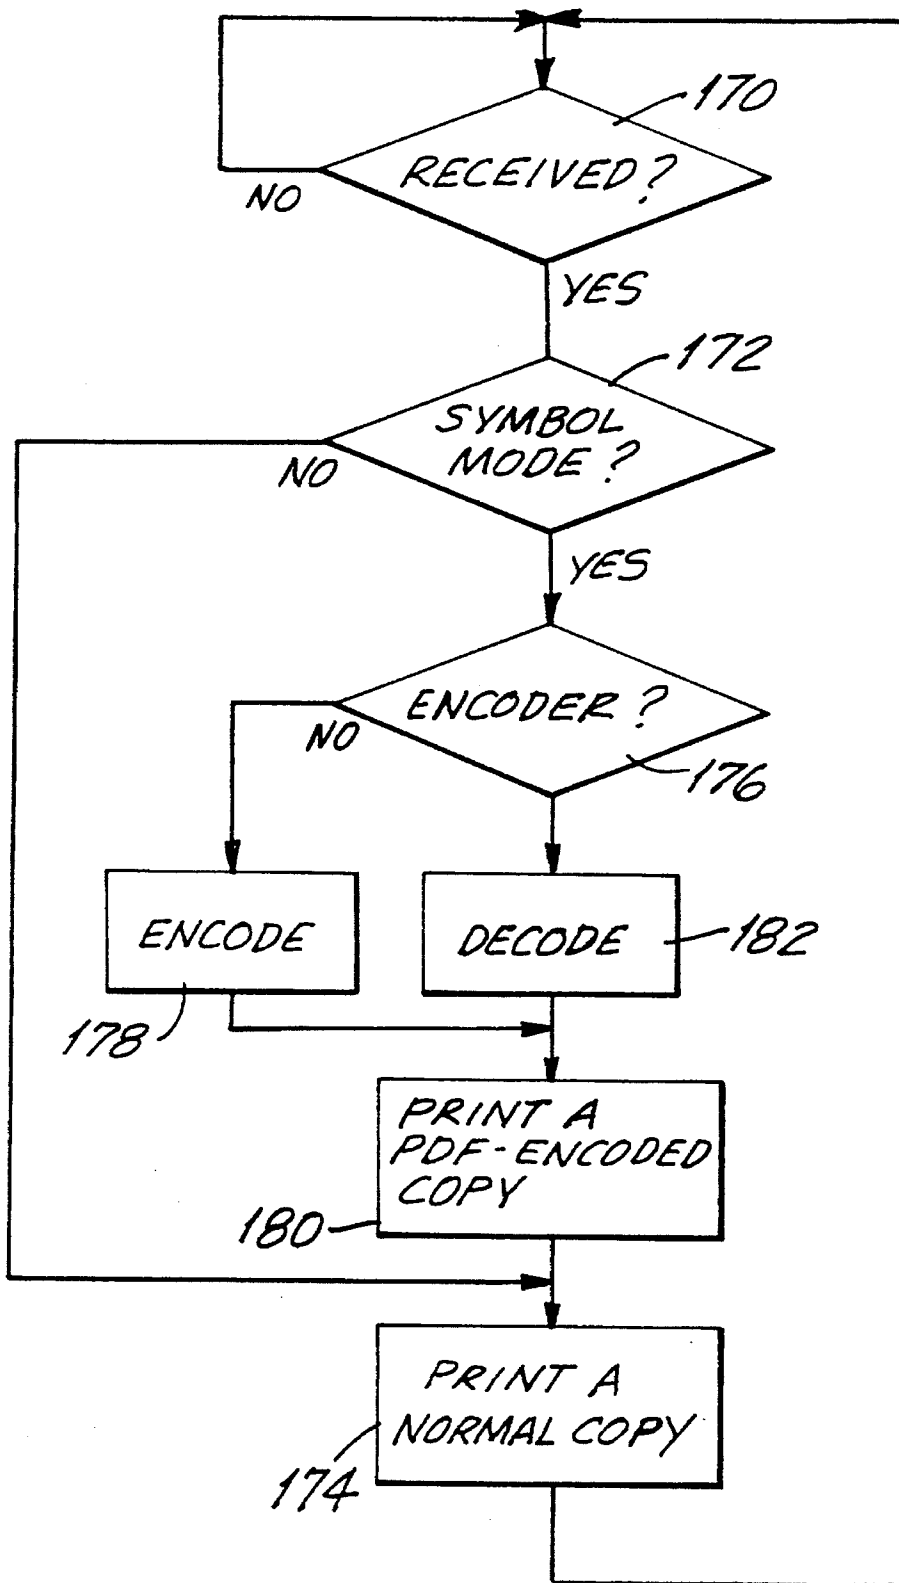 170
RECEIVED?
NO
YES
172
SYMBOL
MODE?
NO
YES
ENCODER?
NO
176
ENCODE
DECODE
182
178
PRINT A
PDF-ENCODED
COPY
180
PRINT A
NORMAL COPY
174